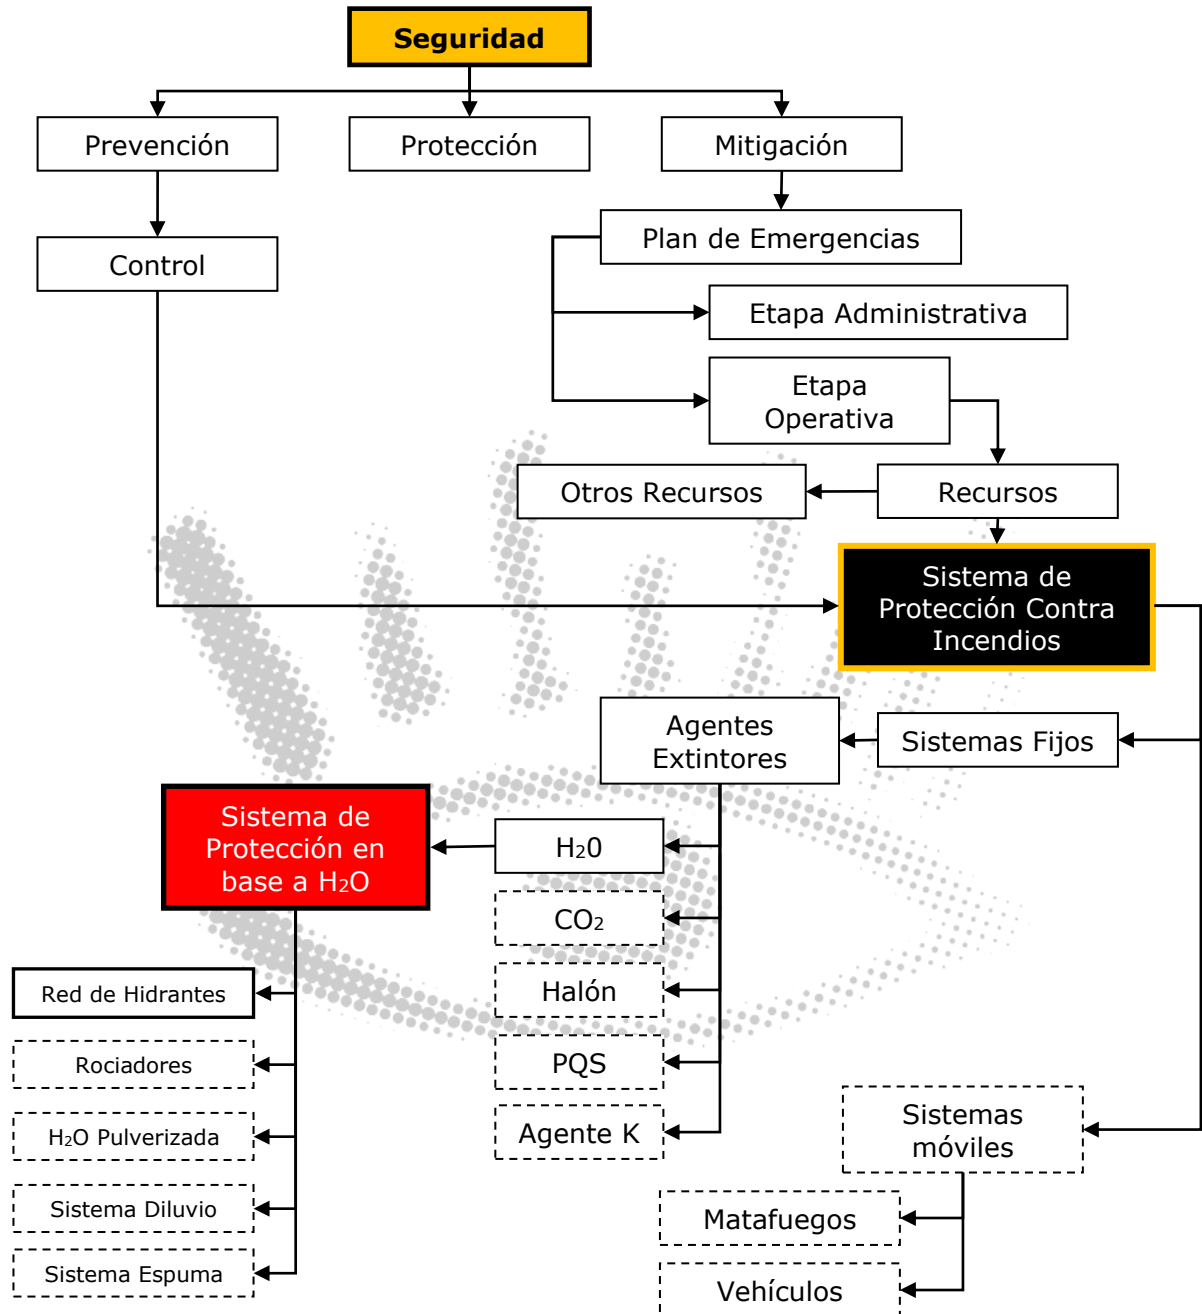 Seguridad
Prevención
Protección
Mitigación
Control
Plan de Emergencias
Etapa Administrativa
Etapa
Operativa
Otros Recursos
Recursos
Sistema de
Protección Contra
Incendios
Agentes
Extintores
Sistemas Fijos
Sistema de
Protección en
base a H₂O
H₂0
CO₂
Halón
PQS
Agente K
Red de Hidrantes
Rociadores
H₂O Pulverizada
Sistema Diluvio
Sistema Espuma
Sistemas
móviles
Matafuegos
Vehículos